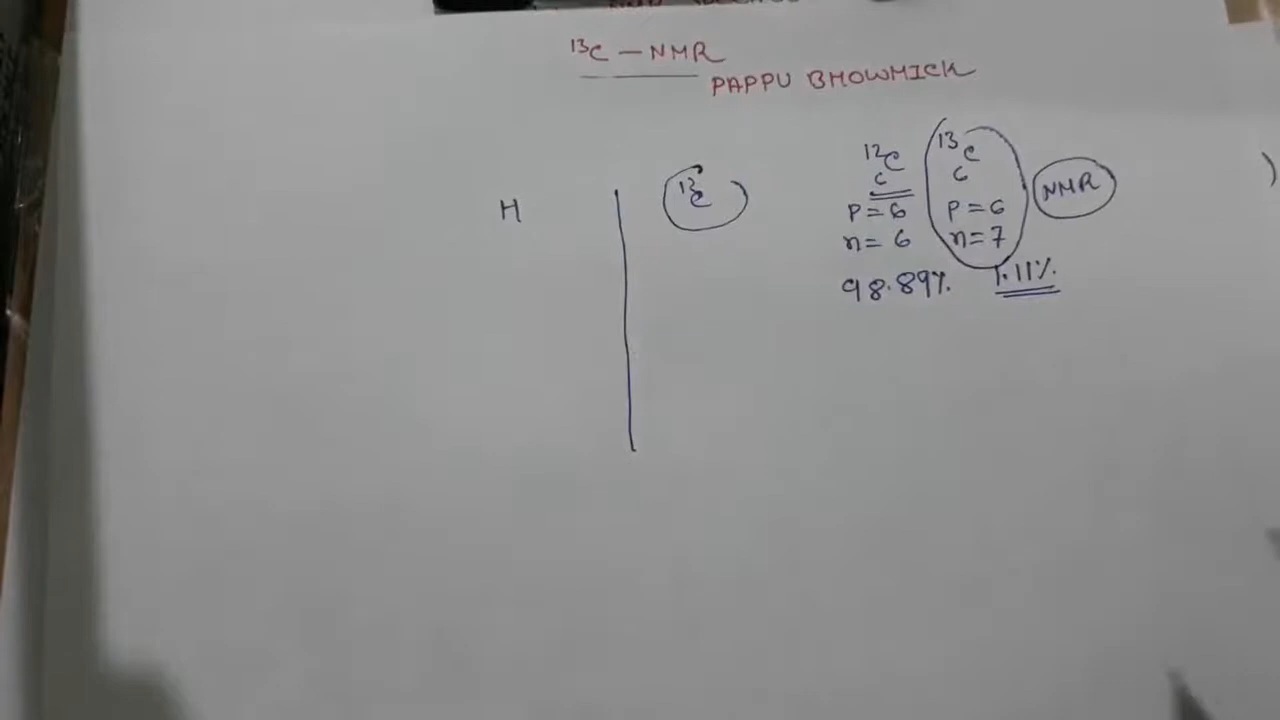 ¹³C – NMR
PAPPU BHOWMICK
H
¹³C
¹²C ¹³C
6 6
P = 6 P = 6 NMR
n = 6 n = 7
98.89% 1.11%